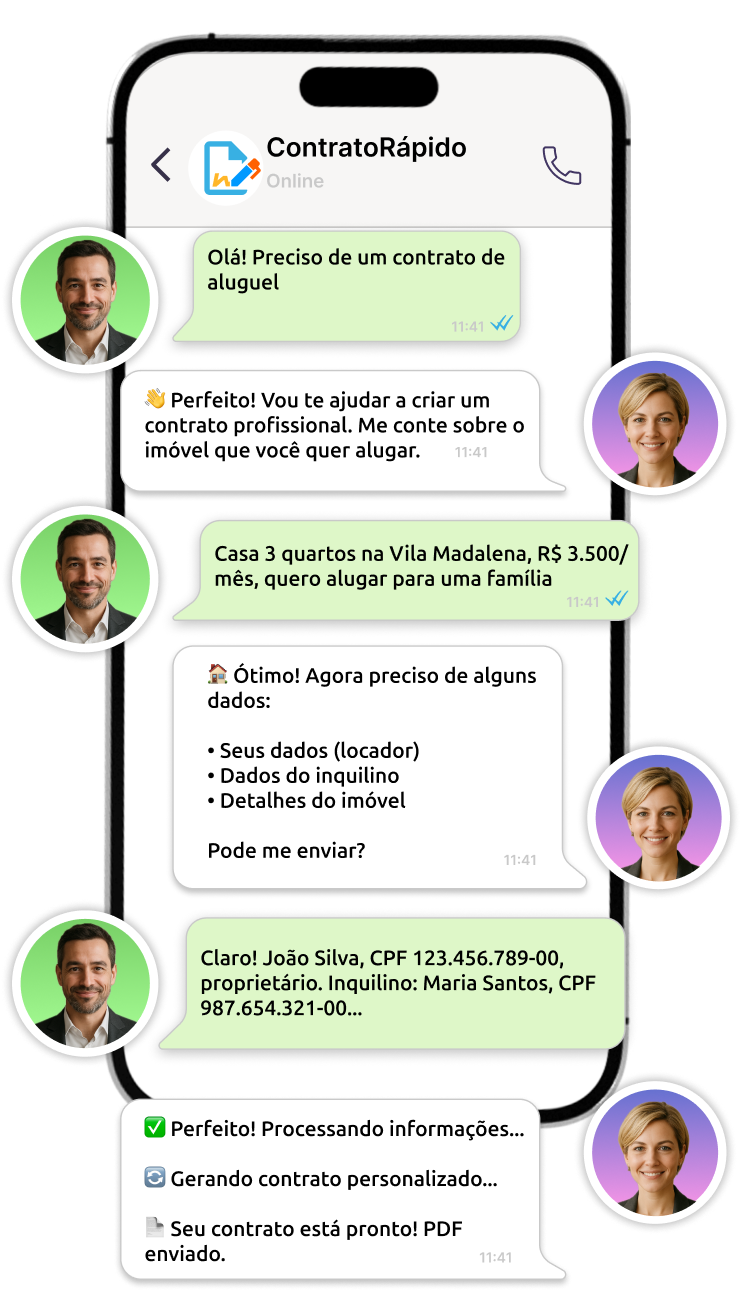 ContratoRápido
Online
Olá! Preciso de um contrato de
aluguel
11:41
👋 Perfeito! Vou te ajudar a criar um
contrato profissional. Me conte sobre o
imóvel que você quer alugar. 11:41
Casa 3 quartos na Vila Madalena, R$ 3.500/
mês, quero alugar para uma família
11:41
🏠 Ótimo! Agora preciso de alguns
dados:
• Seus dados (locador)
• Dados do inquilino
• Detalhes do imóvel
Pode me enviar?
11:41
Claro! João Silva, CPF 123.456.789-00,
proprietário. Inquilino: Maria Santos, CPF
987.654.321-00...
✅ Perfeito! Processando informações...
🔄 Gerando contrato personalizado...
📄 Seu contrato está pronto! PDF
enviado.
11:41